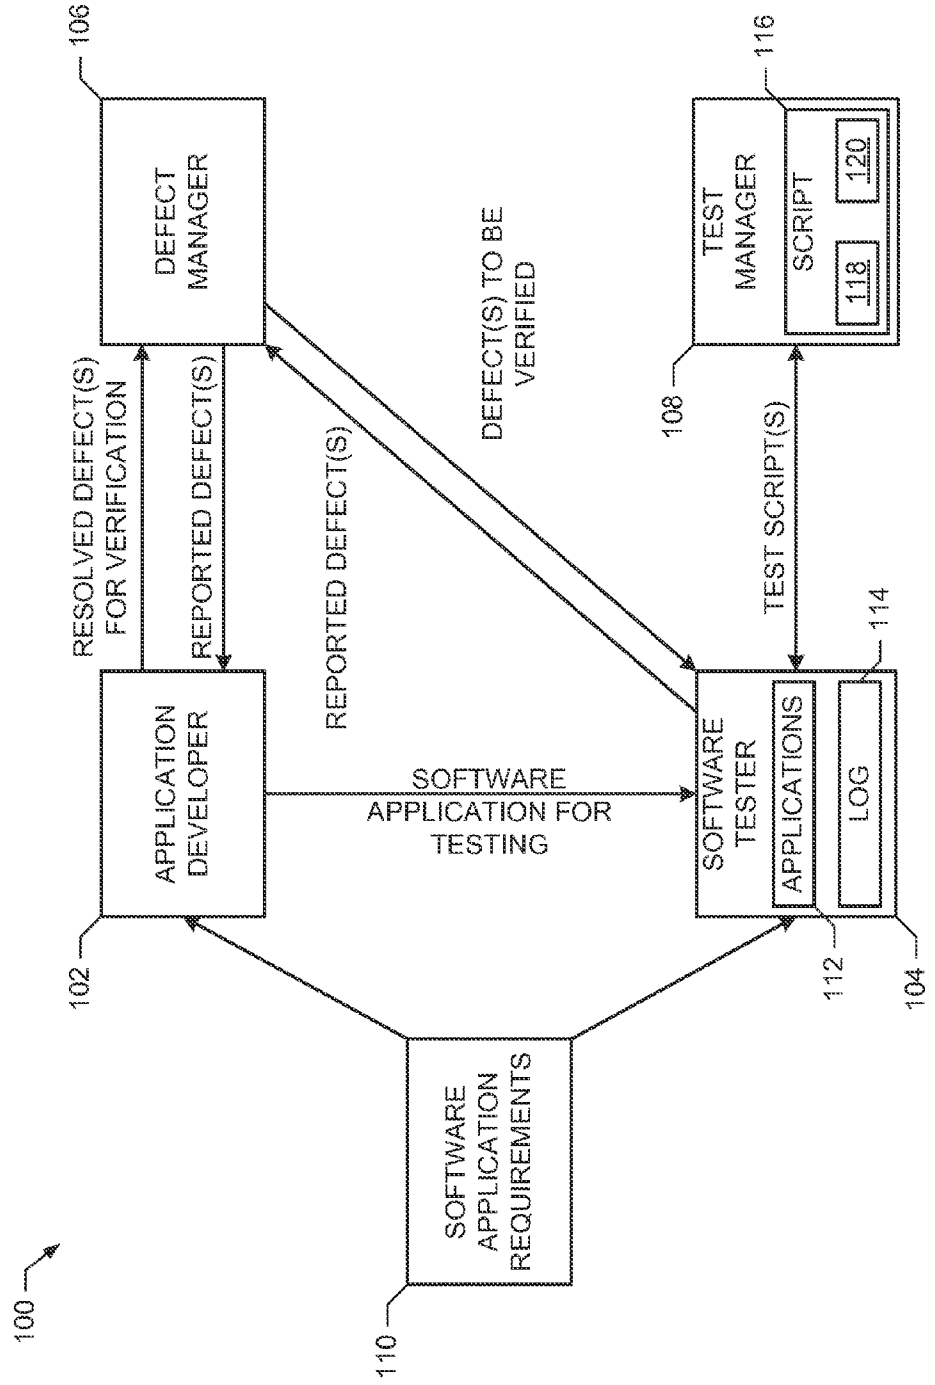 100
110
SOFTWARE
APPLICATION
REQUIREMENTS
102
APPLICATION
DEVELOPER
RESOLVED DEFECT(S)
FOR VERIFICATION
REPORTED DEFECT(S)
106
DEFECT
MANAGER
SOFTWARE
APPLICATION FOR
TESTING
REPORTED DEFECT(S)
DEFECT(S) TO BE
VERIFIED
SOFTWARE
TESTER
APPLICATIONS
LOG
112
104
114
TEST SCRIPT(S)
108
TEST
MANAGER
116
SCRIPT
118
120